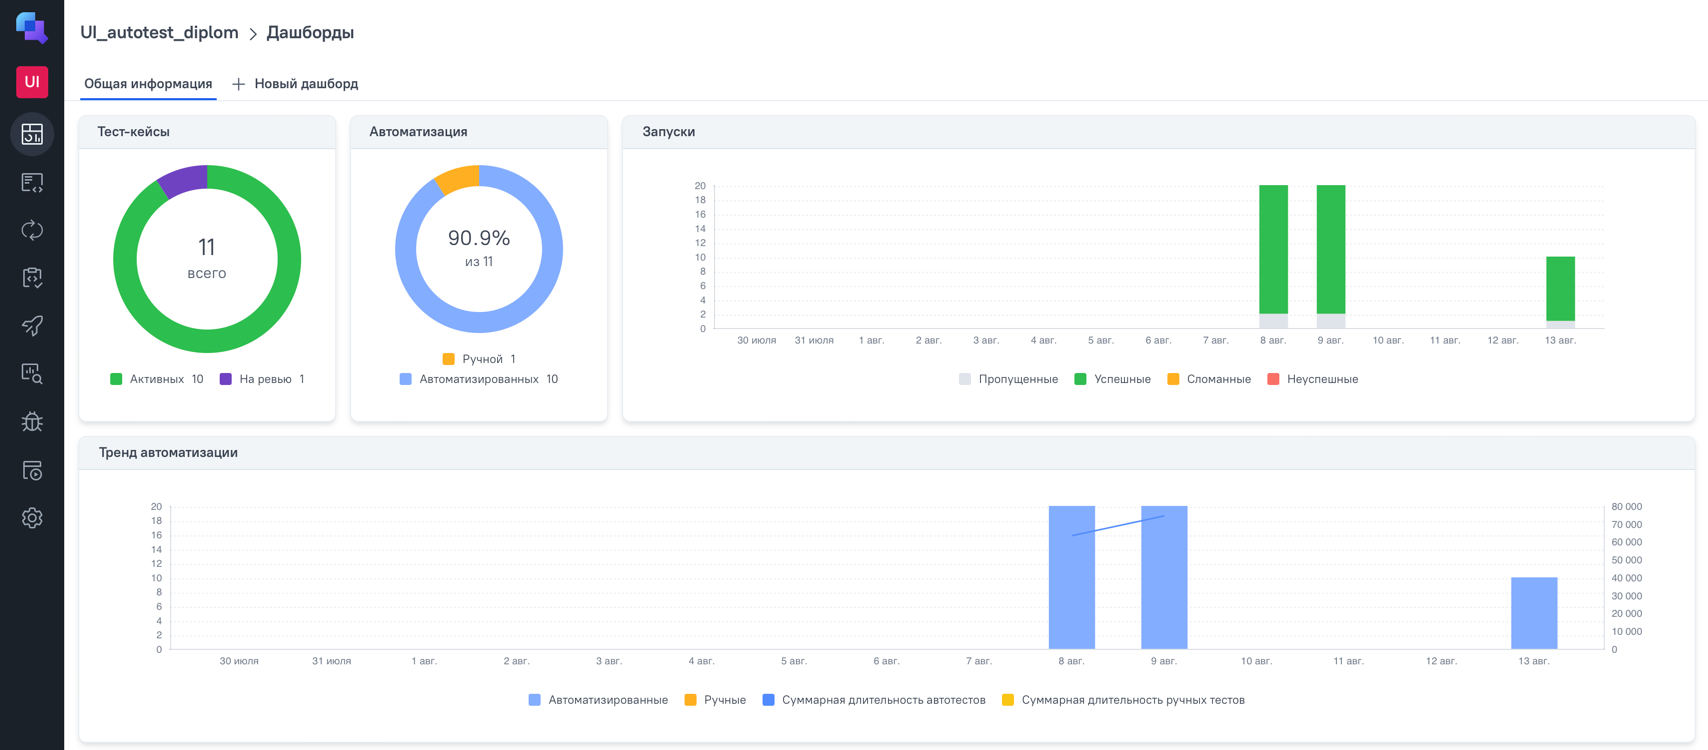 UI_autotest_diplom > Дашборды
UI
Общая информация + Новый дашборд
Тест-кейсы
11
всего
Активных 10 На ревью 1
Автоматизация
90.9%
из 11
Ручной 1
Автоматизированных 10
Запуски
20
18
16
14
12
10
8
6
4
2
0
30 июля 31 июля 1 авг. 2 авг. 3 авг. 4 авг. 5 авг. 6 авг. 7 авг. 8 авг. 9 авг. 10 авг. 11 авг. 12 авг. 13 авг.
Пропущенные Успешные Сломанные Неуспешные
Тренд автоматизации
20
18
16
14
12
10
8
6
4
2
0
80 000
70 000
60 000
50 000
40 000
30 000
20 000
10 000
0
30 июля 31 июля 1 авг. 2 авг. 3 авг. 4 авг. 5 авг. 6 авг. 7 авг. 8 авг. 9 авг. 10 авг. 11 авг. 12 авг. 13 авг.
Автоматизированные Ручные Суммарная длительность автотестов Суммарная длительность ручных тестов